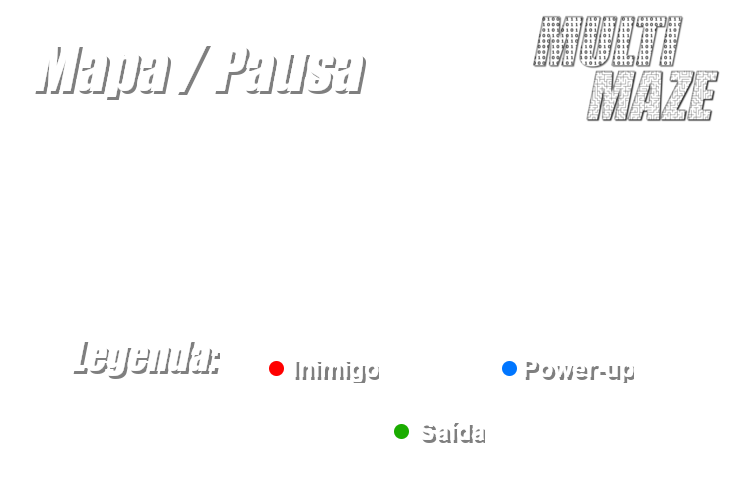 Mapa / Pausa
MULTI
MAZE
Legenda:
Inimigo
Power-up
Saída